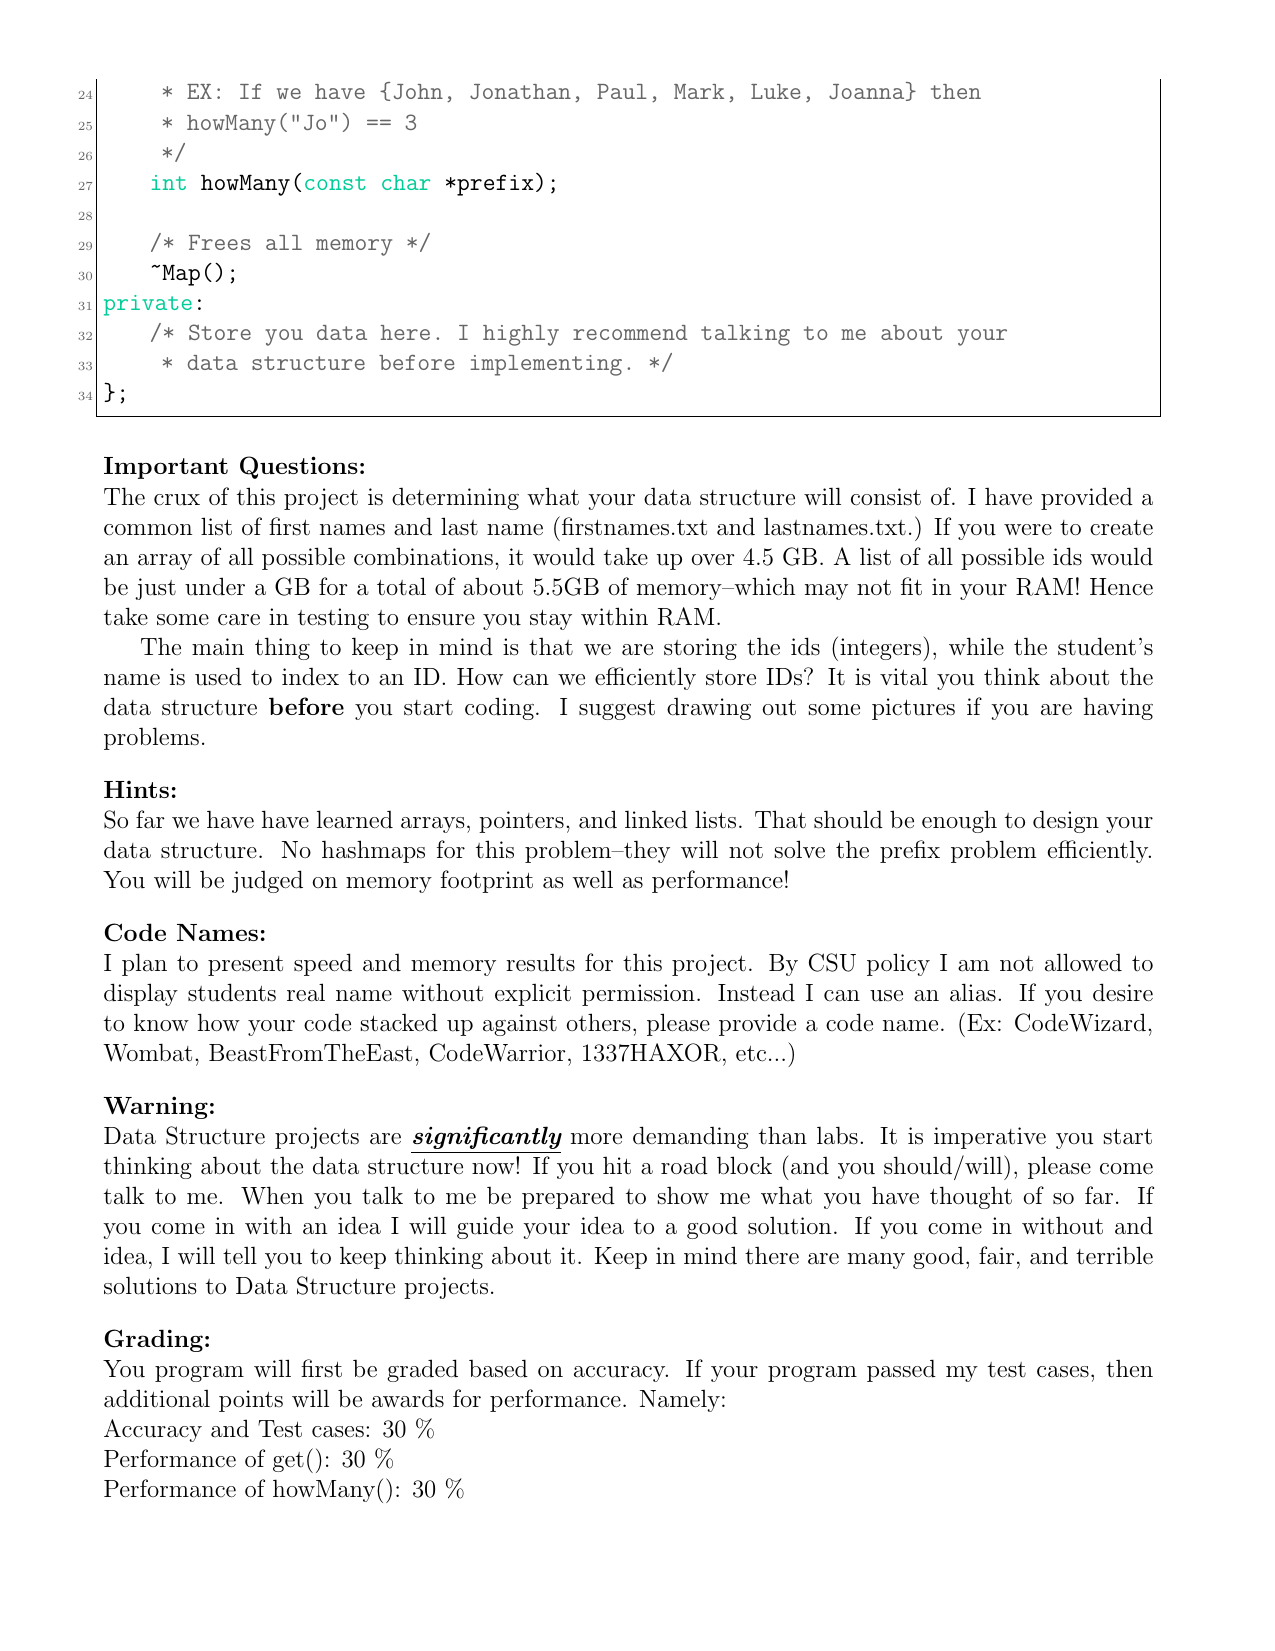 24 * EX: If we have {John, Jonathan, Paul, Mark, Luke, Joanna} then
25 * howMany("Jo") == 3
26 */
27 int howMany(const char *prefix);
28
29 /* Frees all memory */
30 ~Map();
31 private:
32 /* Store you data here. I highly recommend talking to me about your
33 * data structure before implementing. */
34 };
Important Questions:
The crux of this project is determining what your data structure will consist of. I have provided a
common list of first names and last name (firstnames.txt and lastnames.txt.) If you were to create
an array of all possible combinations, it would take up over 4.5 GB. A list of all possible ids would
be just under a GB for a total of about 5.5GB of memory–which may not fit in your RAM! Hence
take some care in testing to ensure you stay within RAM.
The main thing to keep in mind is that we are storing the ids (integers), while the student's
name is used to index to an ID. How can we efficiently store IDs? It is vital you think about the
data structure before you start coding. I suggest drawing out some pictures if you are having
problems.
Hints:
So far we have have learned arrays, pointers, and linked lists. That should be enough to design your
data structure. No hashmaps for this problem–they will not solve the prefix problem efficiently.
You will be judged on memory footprint as well as performance!
Code Names:
I plan to present speed and memory results for this project. By CSU policy I am not allowed to
display students real name without explicit permission. Instead I can use an alias. If you desire
to know how your code stacked up against others, please provide a code name. (Ex: CodeWizard,
Wombat, BeastFromTheEast, CodeWarrior, 1337HAXOR, etc...)
Warning:
Data Structure projects are significantly more demanding than labs. It is imperative you start
thinking about the data structure now! If you hit a road block (and you should/will), please come
talk to me. When you talk to me be prepared to show me what you have thought of so far. If
you come in with an idea I will guide your idea to a good solution. If you come in without and
idea, I will tell you to keep thinking about it. Keep in mind there are many good, fair, and terrible
solutions to Data Structure projects.
Grading:
You program will first be graded based on accuracy. If your program passed my test cases, then
additional points will be awards for performance. Namely:
Accuracy and Test cases: 30 %
Performance of get(): 30 %
Performance of howMany(): 30 %